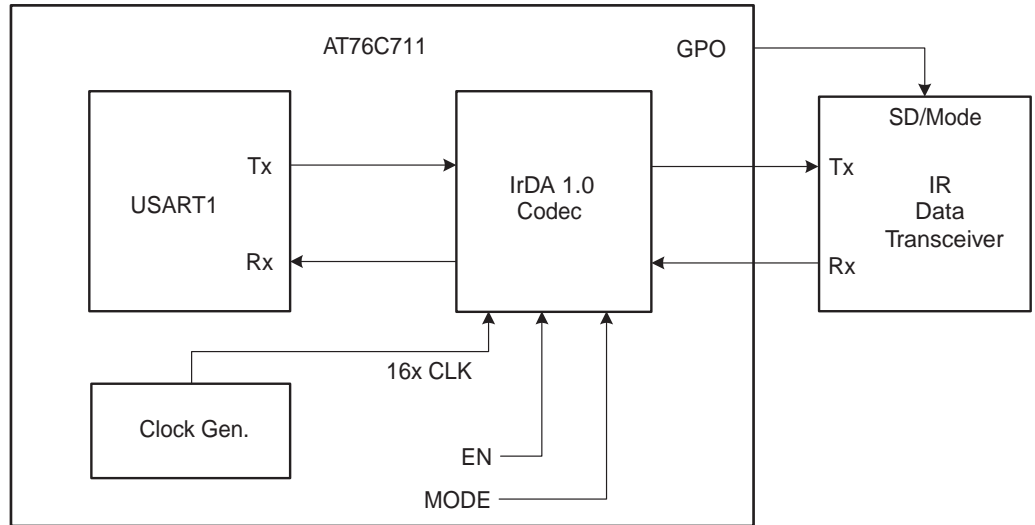 AT76C711
GPO
SD/Mode
Tx
Tx
USART1
IrDA 1.0
Codec
IR
Data
Transceiver
Rx
Rx
16x CLK
Clock Gen.
EN
MODE